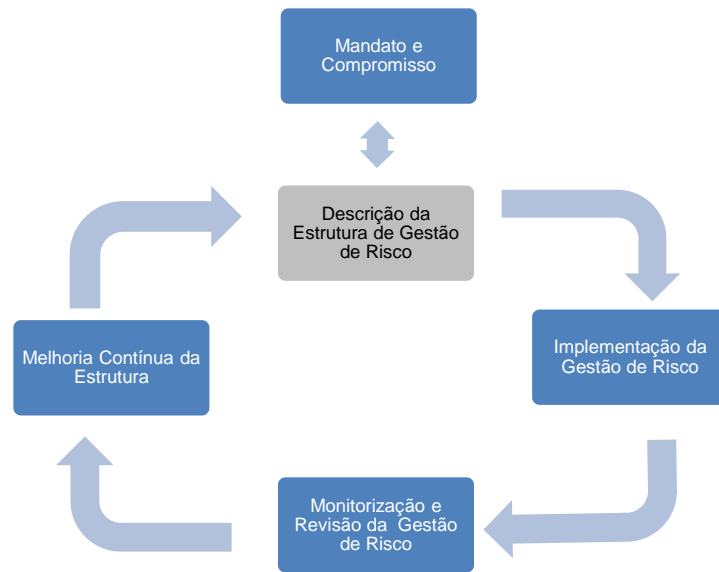 Mandato e
Compromisso
Descrição da
Estrutura de Gestão
de Risco
Melhoria Contínua da
Estrutura
Implementação da
Gestão de Risco
Monitorização e
Revisão da Gestão
de Risco